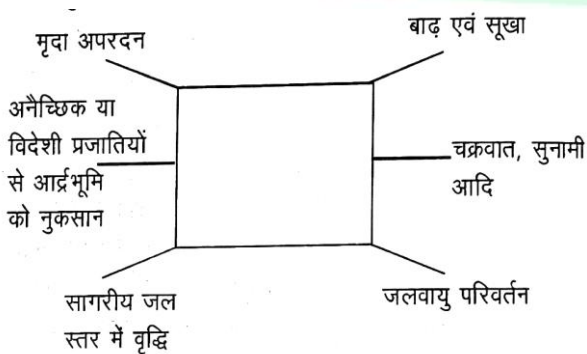 मृदा अपरदन
बाढ़ एवं सूखा
अनैच्छिक या
विदेशी प्रजातियों
से आर्द्रभूमि
को नुकसान
चक्रवात, सुनामी
आदि
सागरीय जल
स्तर में वृद्धि
जलवायु परिवर्तन